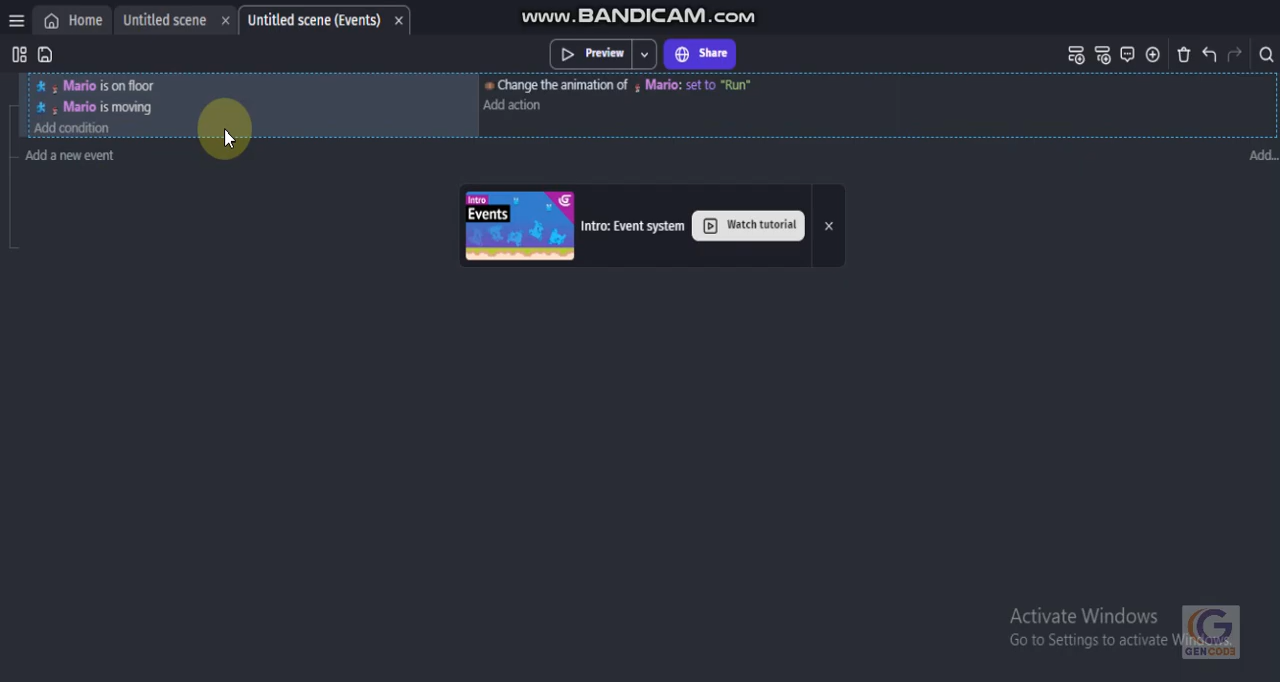 www.BANDICAM.com
Home
Untitled scene
Untitled scene (Events)
Preview
Share
Mario is on floor
Mario is moving
Add condition
Change the animation of Mario: set to "Run"
Add action
Add a new event
Add...
Intro
Events
Intro: Event system
Watch tutorial
Activate Windows
Go to Settings to activate Windows.
GENCODE